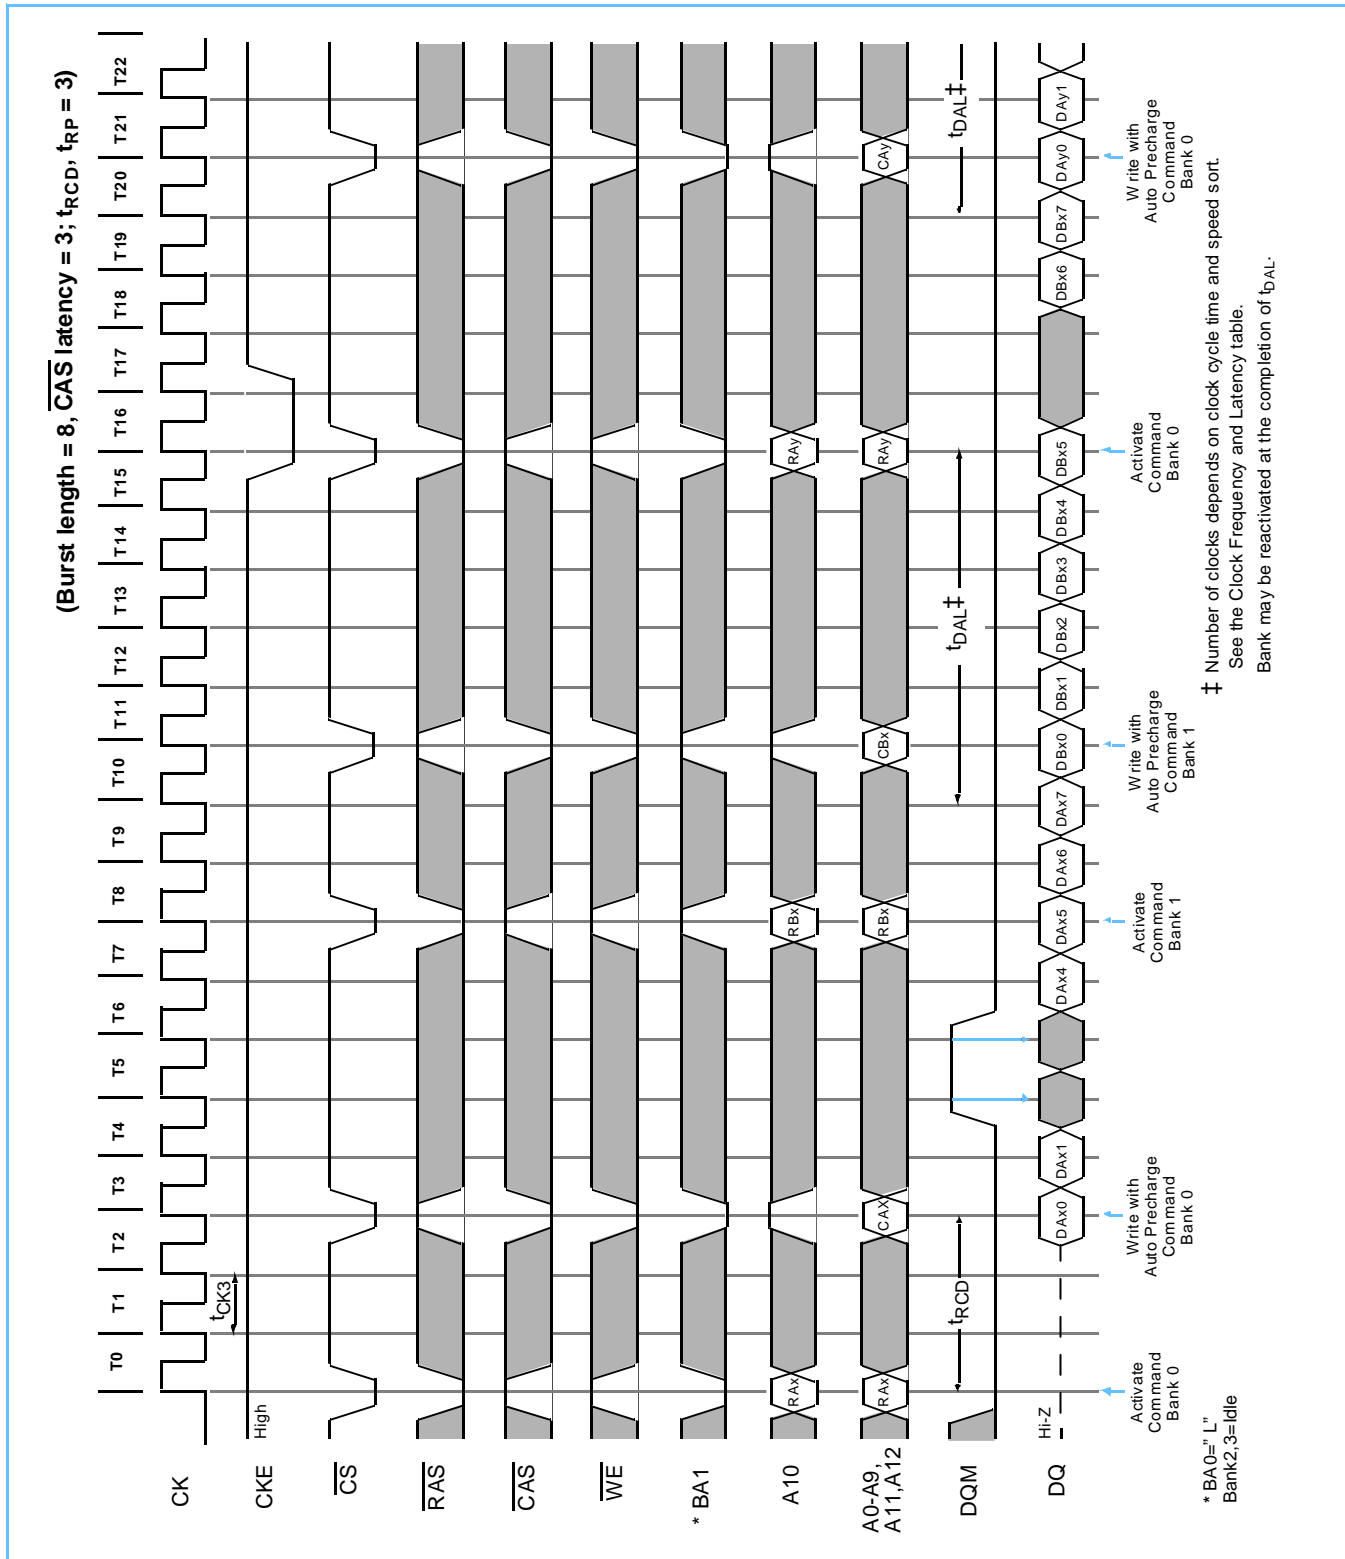 (Burst length = 8, CAS latency = 3; tRCD, tRP = 3)
T0 T1 T2 T3 T4 T5 T6 T7 T8 T9 T10 T11 T12 T13 T14 T15 T16 T17 T18 T19 T20 T21 T22
CK
tCK3
CKE
High
CS
RAS
CAS
WE
* BA1
A10
RAx RBx RAy
A0-A9,
A11,A12
RAx CAX RBx CBx RAy CAy
DQM
tRCD tDAL‡ tDAL‡
DQ
Hi-Z
DAx0 DAx1 DAx4 DAx5 DAx6 DAx7 DBx0 DBx1 DBx2 DBx3 DBx4 DBx5 DBx6 DBx7 DAy0 DAy1
Activate
Command
Bank 0
Write with
Auto Precharge
Command
Bank 0
Activate
Command
Bank 1
Write with
Auto Precharge
Command
Bank 1
Activate
Command
Bank 0
Write with
Auto Precharge
Command
Bank 0
* BA0=” L”
Bank2,3=Idle
‡ Number of clocks depends on clock cycle time and speed sort.
See the Clock Frequency and Latency table.
Bank may be reactivated at the completion of tDAL.